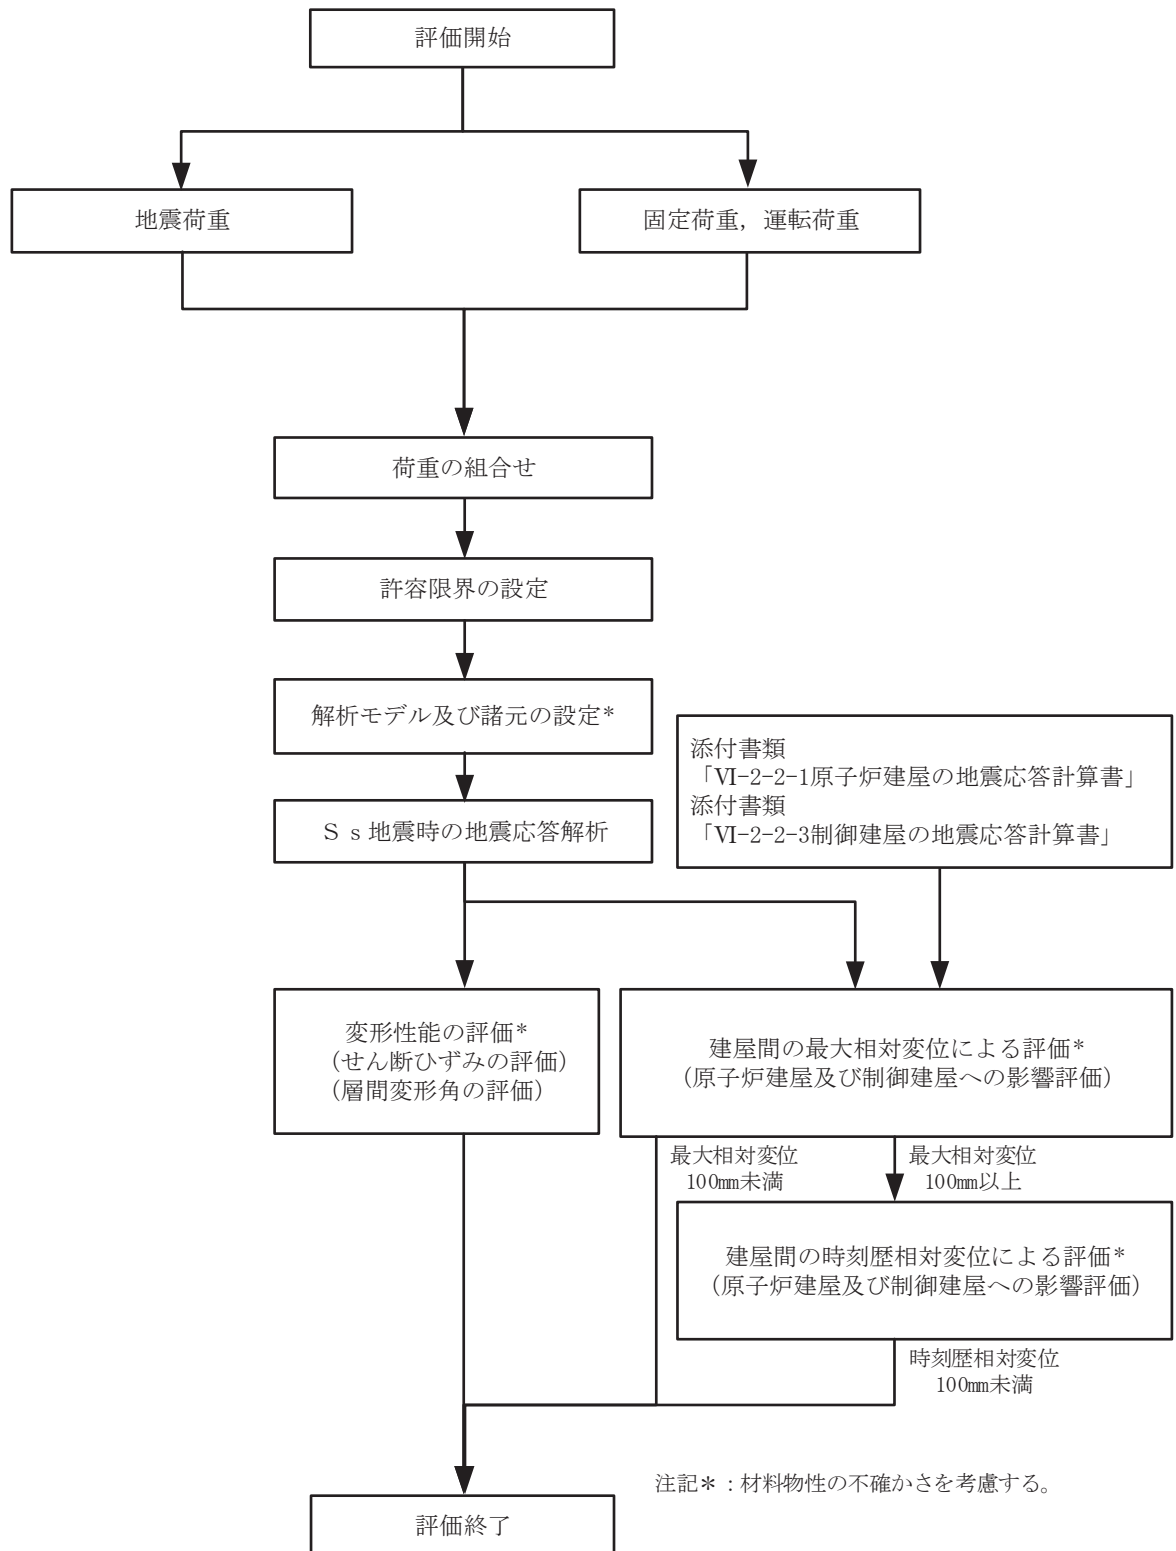 評価開始
地震荷重
固定荷重，運転荷重
荷重の組合せ
許容限界の設定
解析モデル及び諸元の設定*
Ｓｓ地震時の地震応答解析
添付書類
「Ⅵ-2-2-1原子炉建屋の地震応答計算書」
添付書類
「Ⅵ-2-2-3制御建屋の地震応答計算書」
変形性能の評価*
（せん断ひずみの評価）
（層間変形角の評価）
建屋間の最大相対変位による評価*
（原子炉建屋及び制御建屋への影響評価）
最大相対変位
100mm未満
最大相対変位
100mm以上
建屋間の時刻歴相対変位による評価*
（原子炉建屋及び制御建屋への影響評価）
時刻歴相対変位
100mm未満
注記＊：材料物性の不確かさを考慮する。
評価終了